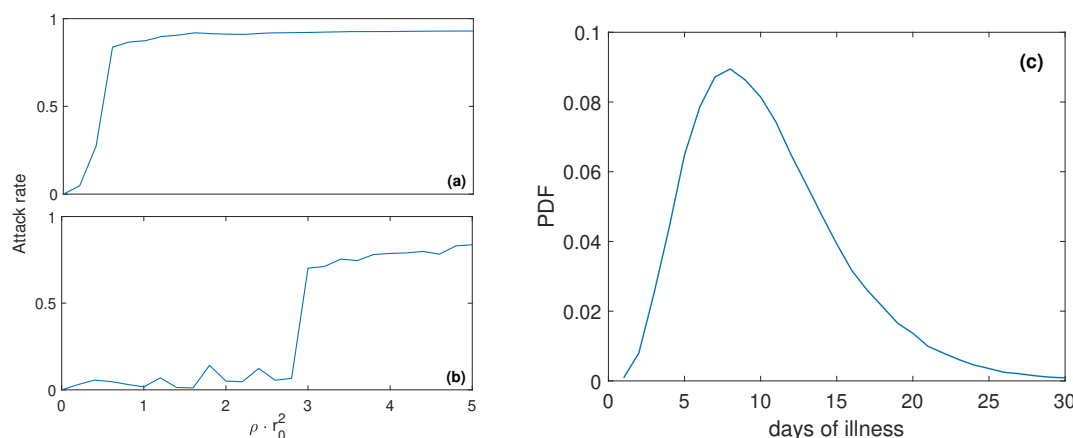 1
0.5
0
(a)
Attack rate
1
0.5
0
(b)
0 1 2 3 4 5
ρ · r₀²
0.1
0.08
0.06
0.04
0.02
0
PDF
(c)
0 5 10 15 20 25 30
days of illness